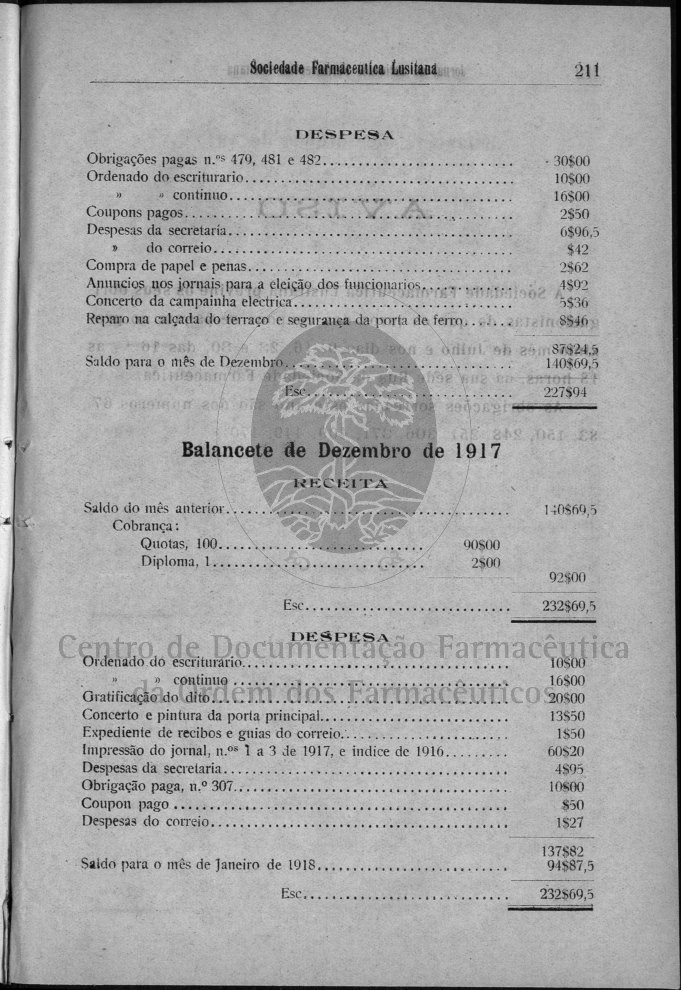 Sociedade Farmaceutica Lusitana 211
DESPESA
Obrigações pagas n.ºs 479, 481 e 482 30$00
Ordenado do escriturario 10$00
» » continuo 16$00
Coupons pagos 2$50
Despesas da secretaria 6$96,5
» do correio $42
Compra de papel e penas 2$62
Anuncios nos jornais para a eleição dos funcionarios 4$92
Concerto da campainha electrica 5$36
Reparo na calçada do terraço e segurança da porta de ferro 8$46
87$24,5
Saldo para o mês de Dezembro 140$69,5
Esc. 227$94
Balancete de Dezembro de 1917
RECEITA
Saldo do mês anterior 140$69,5
Cobrança:
Quotas, 100 90$00
Diploma, 1 2$00
92$00
Esc. 232$69,5
DESPESA
Centro de Documentação Farmacêutica
Ordenado do escriturario 10$00
» » continuo 16$00
da Ordem dos Farmacêuticos
Gratificação do dito 20$00
Concerto e pintura da porta principal 13$50
Expediente de recibos e guias do correio 1$50
Impressão do jornal, n.ºs 1 a 3 de 1917, e indice de 1916 60$20
Despesas da secretaria 4$95
Obrigação paga, n.º 307 10$00
Coupon pago $50
Despesas do correio 1$27
137$82
Saldo para o mês de Janeiro de 1918 94$87,5
Esc. 232$69,5